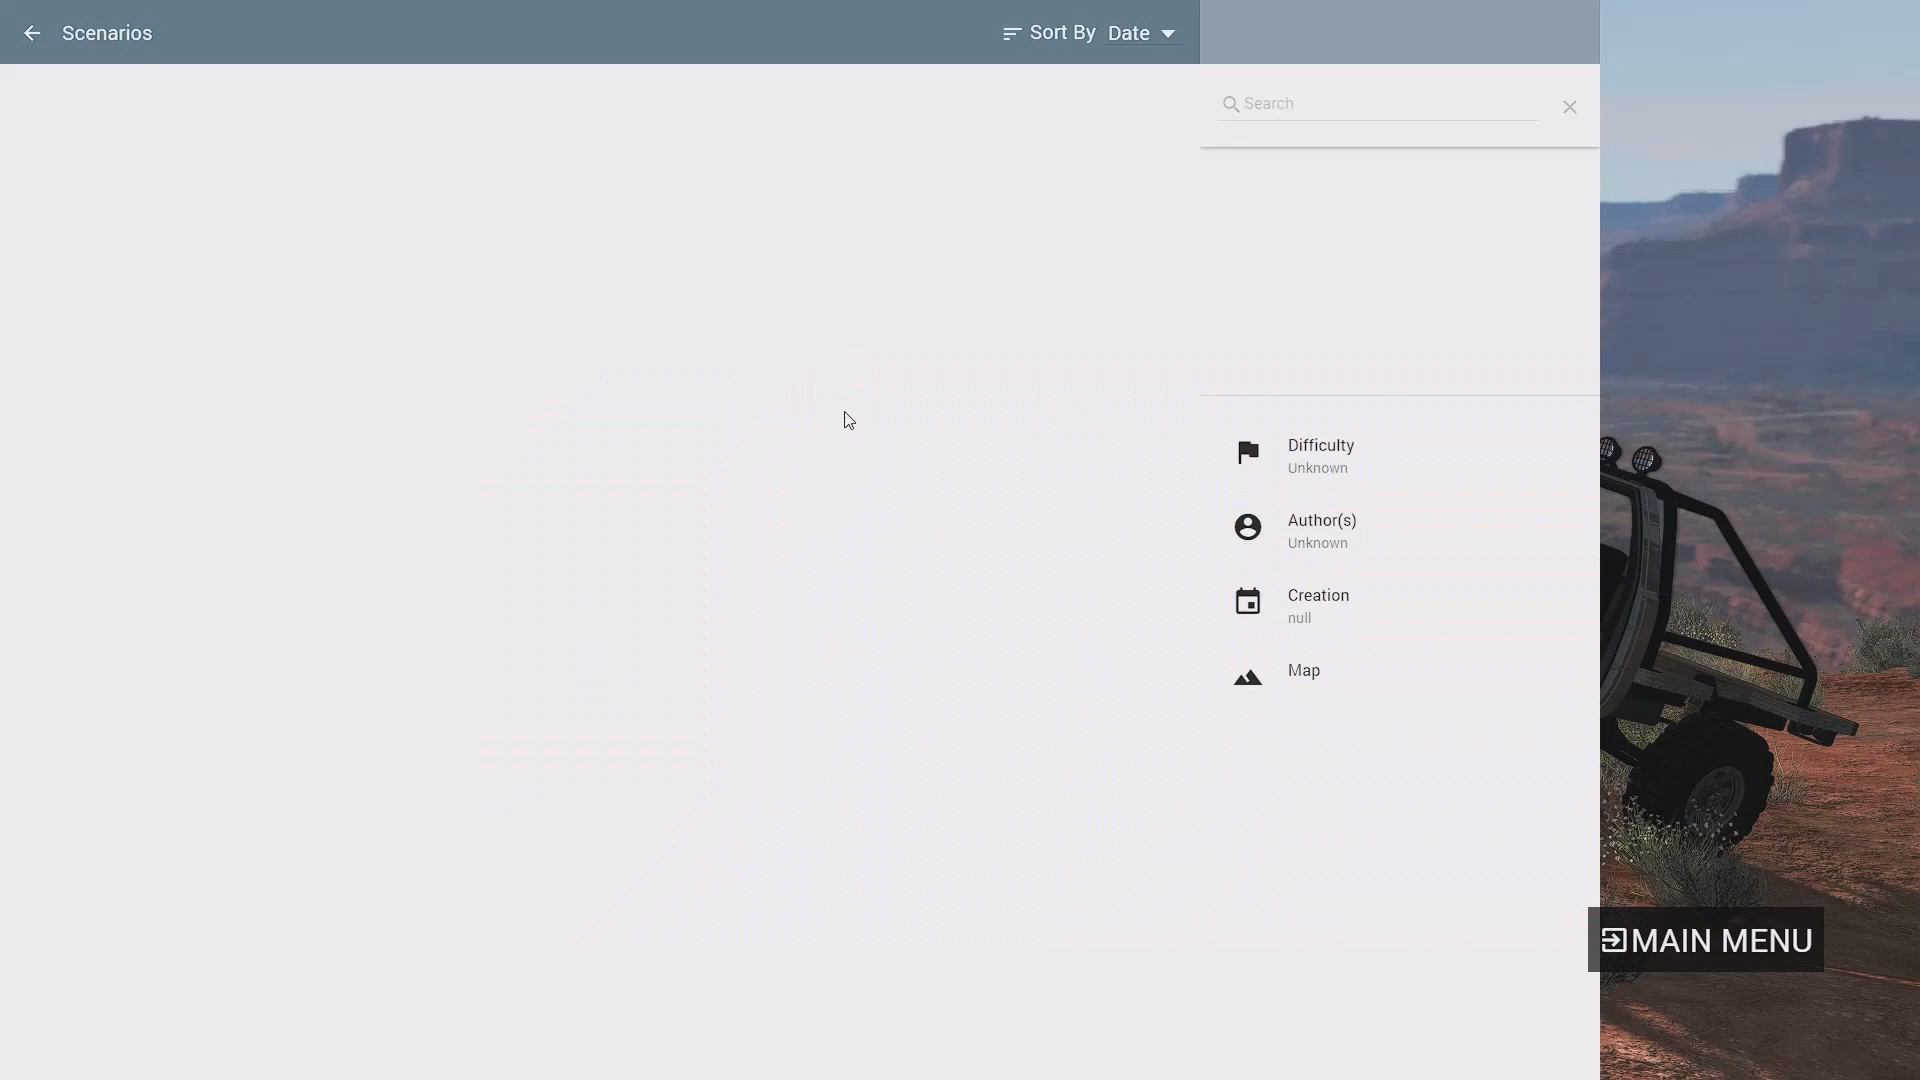 Scenarios
Sort By Date
Search
Difficulty
Unknown
Author(s)
Unknown
Creation
null
Map
MAIN MENU